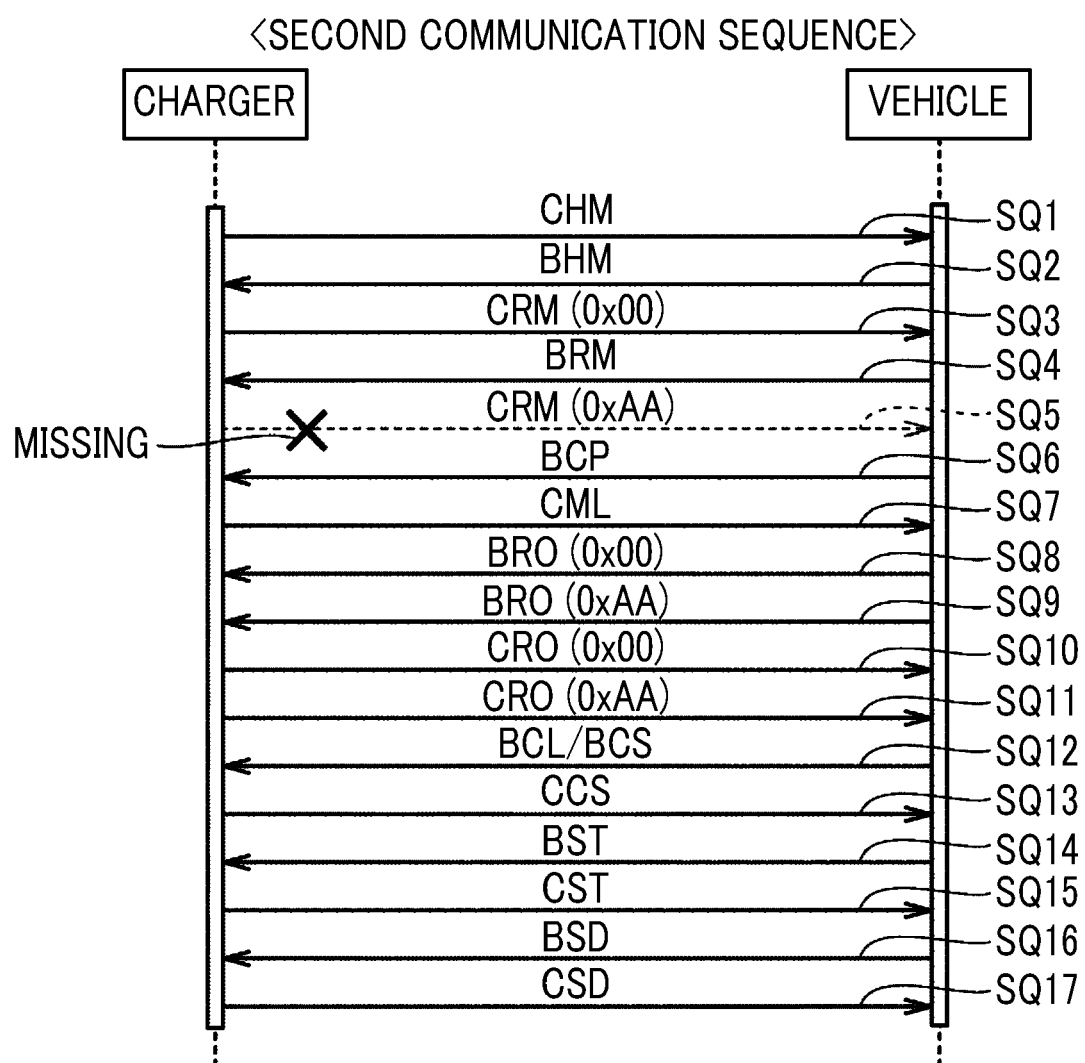 <SECOND COMMUNICATION SEQUENCE>
CHARGER VEHICLE
CHM SQ1
BHM SQ2
CRM (0x00) SQ3
BRM SQ4
CRM (0xAA) SQ5
MISSING
BCP SQ6
CML SQ7
BRO (0x00) SQ8
BRO (0xAA) SQ9
CRO (0x00) SQ10
CRO (0xAA) SQ11
BCL/BCS SQ12
CCS SQ13
BST SQ14
CST SQ15
BSD SQ16
CSD SQ17